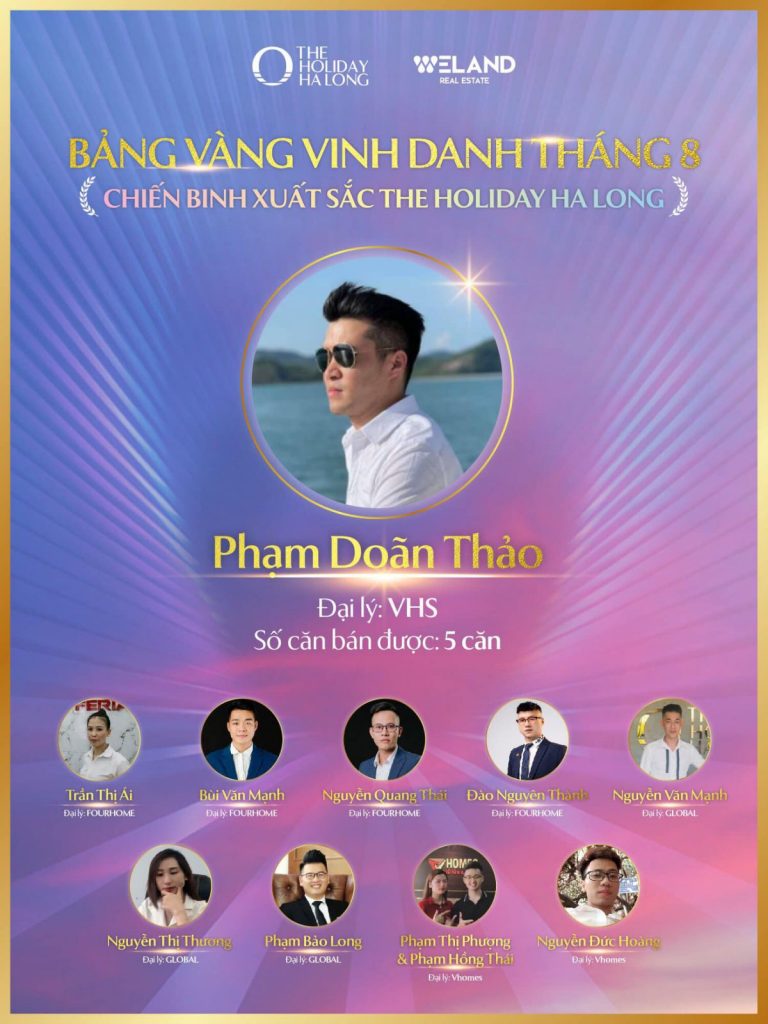 THE
HOLIDAY
HA LONG
WELAND
REAL ESTATE
BẢNG VÀNG VINH DANH THÁNG 8
CHIẾN BINH XUẤT SẮC THE HOLIDAY HA LONG
Phạm Doãn Thảo
Đại lý: VHS
Số căn bán được: 5 căn
FERIA
Trần Thị Ái
Đại lý: FOURHOME
Bùi Văn Mạnh
Đại lý: FOURHOME
Nguyễn Quang Thái
Đại lý: FOURHOME
Đào Nguyên Thành
Đại lý: FOURHOME
Nguyễn Văn Mạnh
Đại lý: GLOBAL
Nguyễn Thị Thương
Đại lý: GLOBAL
Phạm Bảo Long
Đại lý: GLOBAL
HOMES
Phạm Thị Phượng
& Phạm Hồng Thái
Đại lý: Vhomes
Nguyễn Đức Hoàng
Đại lý: Vhomes